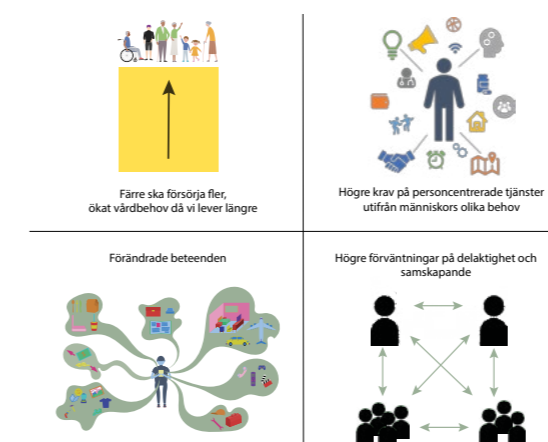 Färre ska försörja fler,
ökat vårdbehov då vi lever längre
Högre krav på personcentrerade tjänster
utifrån människors olika behov
Förändrade beteenden
Högre förväntningar på delaktighet och
samskapande